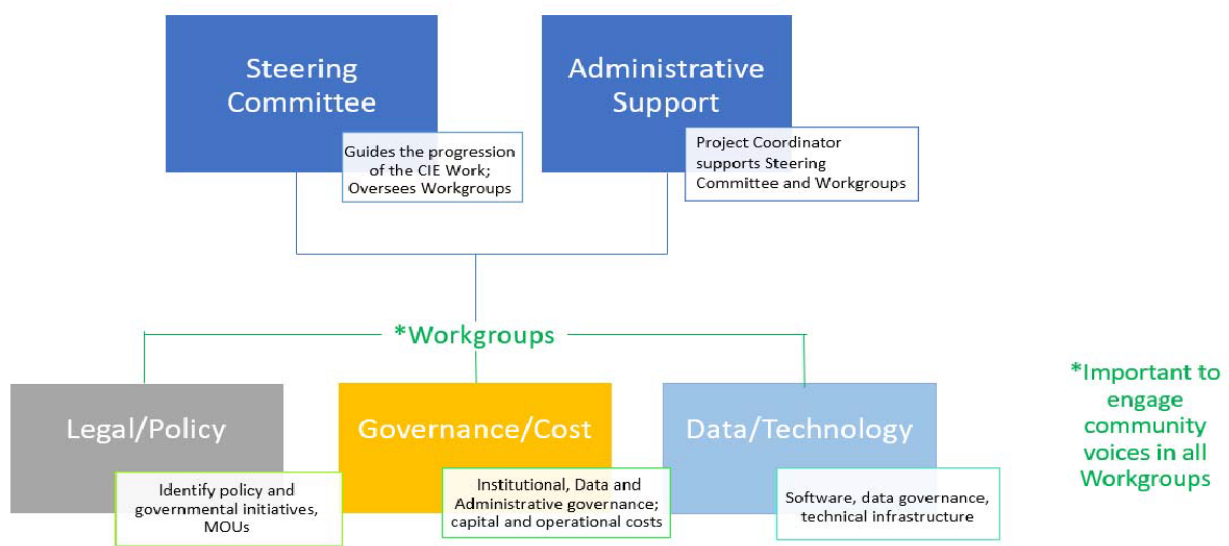 Steering
Committee
Guides the progression
of the CIE Work;
Oversees Workgroups
Administrative
Support
Project Coordinator
supports Steering
Committee and Workgroups
*Workgroups
Legal/Policy
Identify policy and
governmental initiatives,
MOUs
Governance/Cost
Institutional, Data and
Administrative governance;
capital and operational costs
Data/Technology
Software, data governance,
technical infrastructure
*Important to
engage
community
voices in all
Workgroups